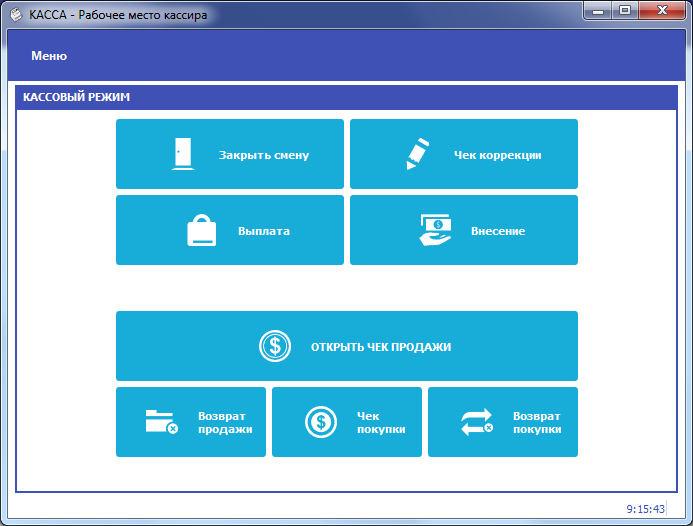 КАССА - Рабочее место кассира
Меню
КАССОВЫЙ РЕЖИМ
Закрыть смену
Чек коррекции
Выплата
Внесение
ОТКРЫТЬ ЧЕК ПРОДАЖИ
Возврат
продажи
Чек
покупки
Возврат
покупки
9:15:43